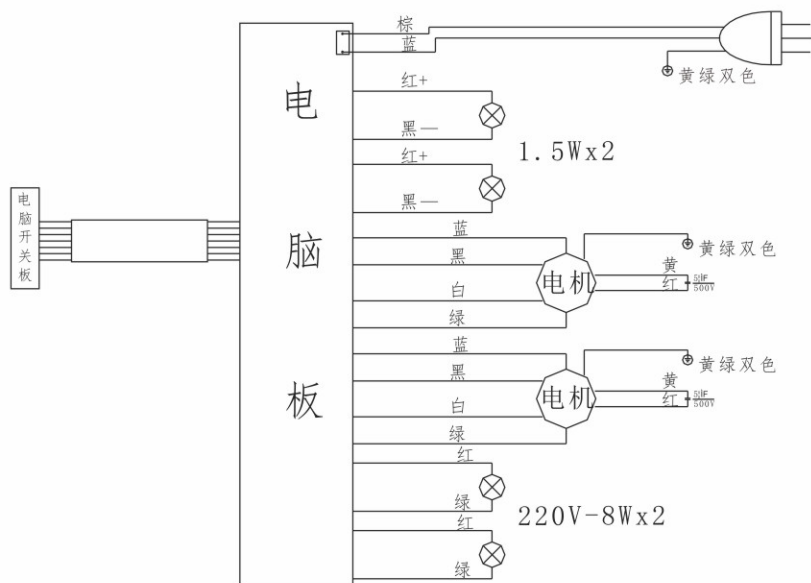 棕
蓝
黄绿双色
红+
黑—
1.5Wx2
红+
黑—
电脑开关板
电脑板
蓝
黑
白
绿
电机
黄绿双色
黄
红
5μF
500V
蓝
黑
白
绿
电机
黄绿双色
黄
红
5μF
500V
红
绿
220V-8Wx2
红
绿